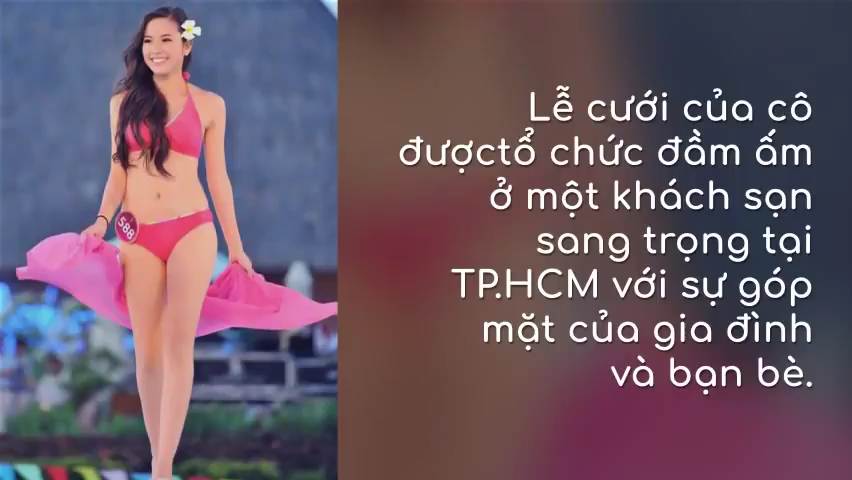 588
Lễ cưới của cô
đượctổ chức đầm ấm
ở một khách sạn
sang trọng tại
TP.HCM với sự góp
mặt của gia đình
và bạn bè.